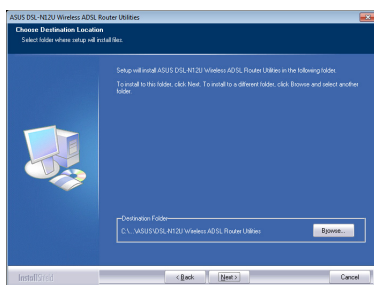 ASUS DSL-N12U Wireless ADSL Router Utilities
Choose Destination Location
Select folder where setup will install files.
Setup will install ASUS DSL-N12U Wireless ADSL Router Utilities in the following folder.
To install to this folder, click Next. To install to a different folder, click Browse and select another
folder.
Destination Folder
C:\...\ASUS\DSL-N12U Wireless ADSL Router Utilities
Browse...
InstallShield
< Back
Next >
Cancel